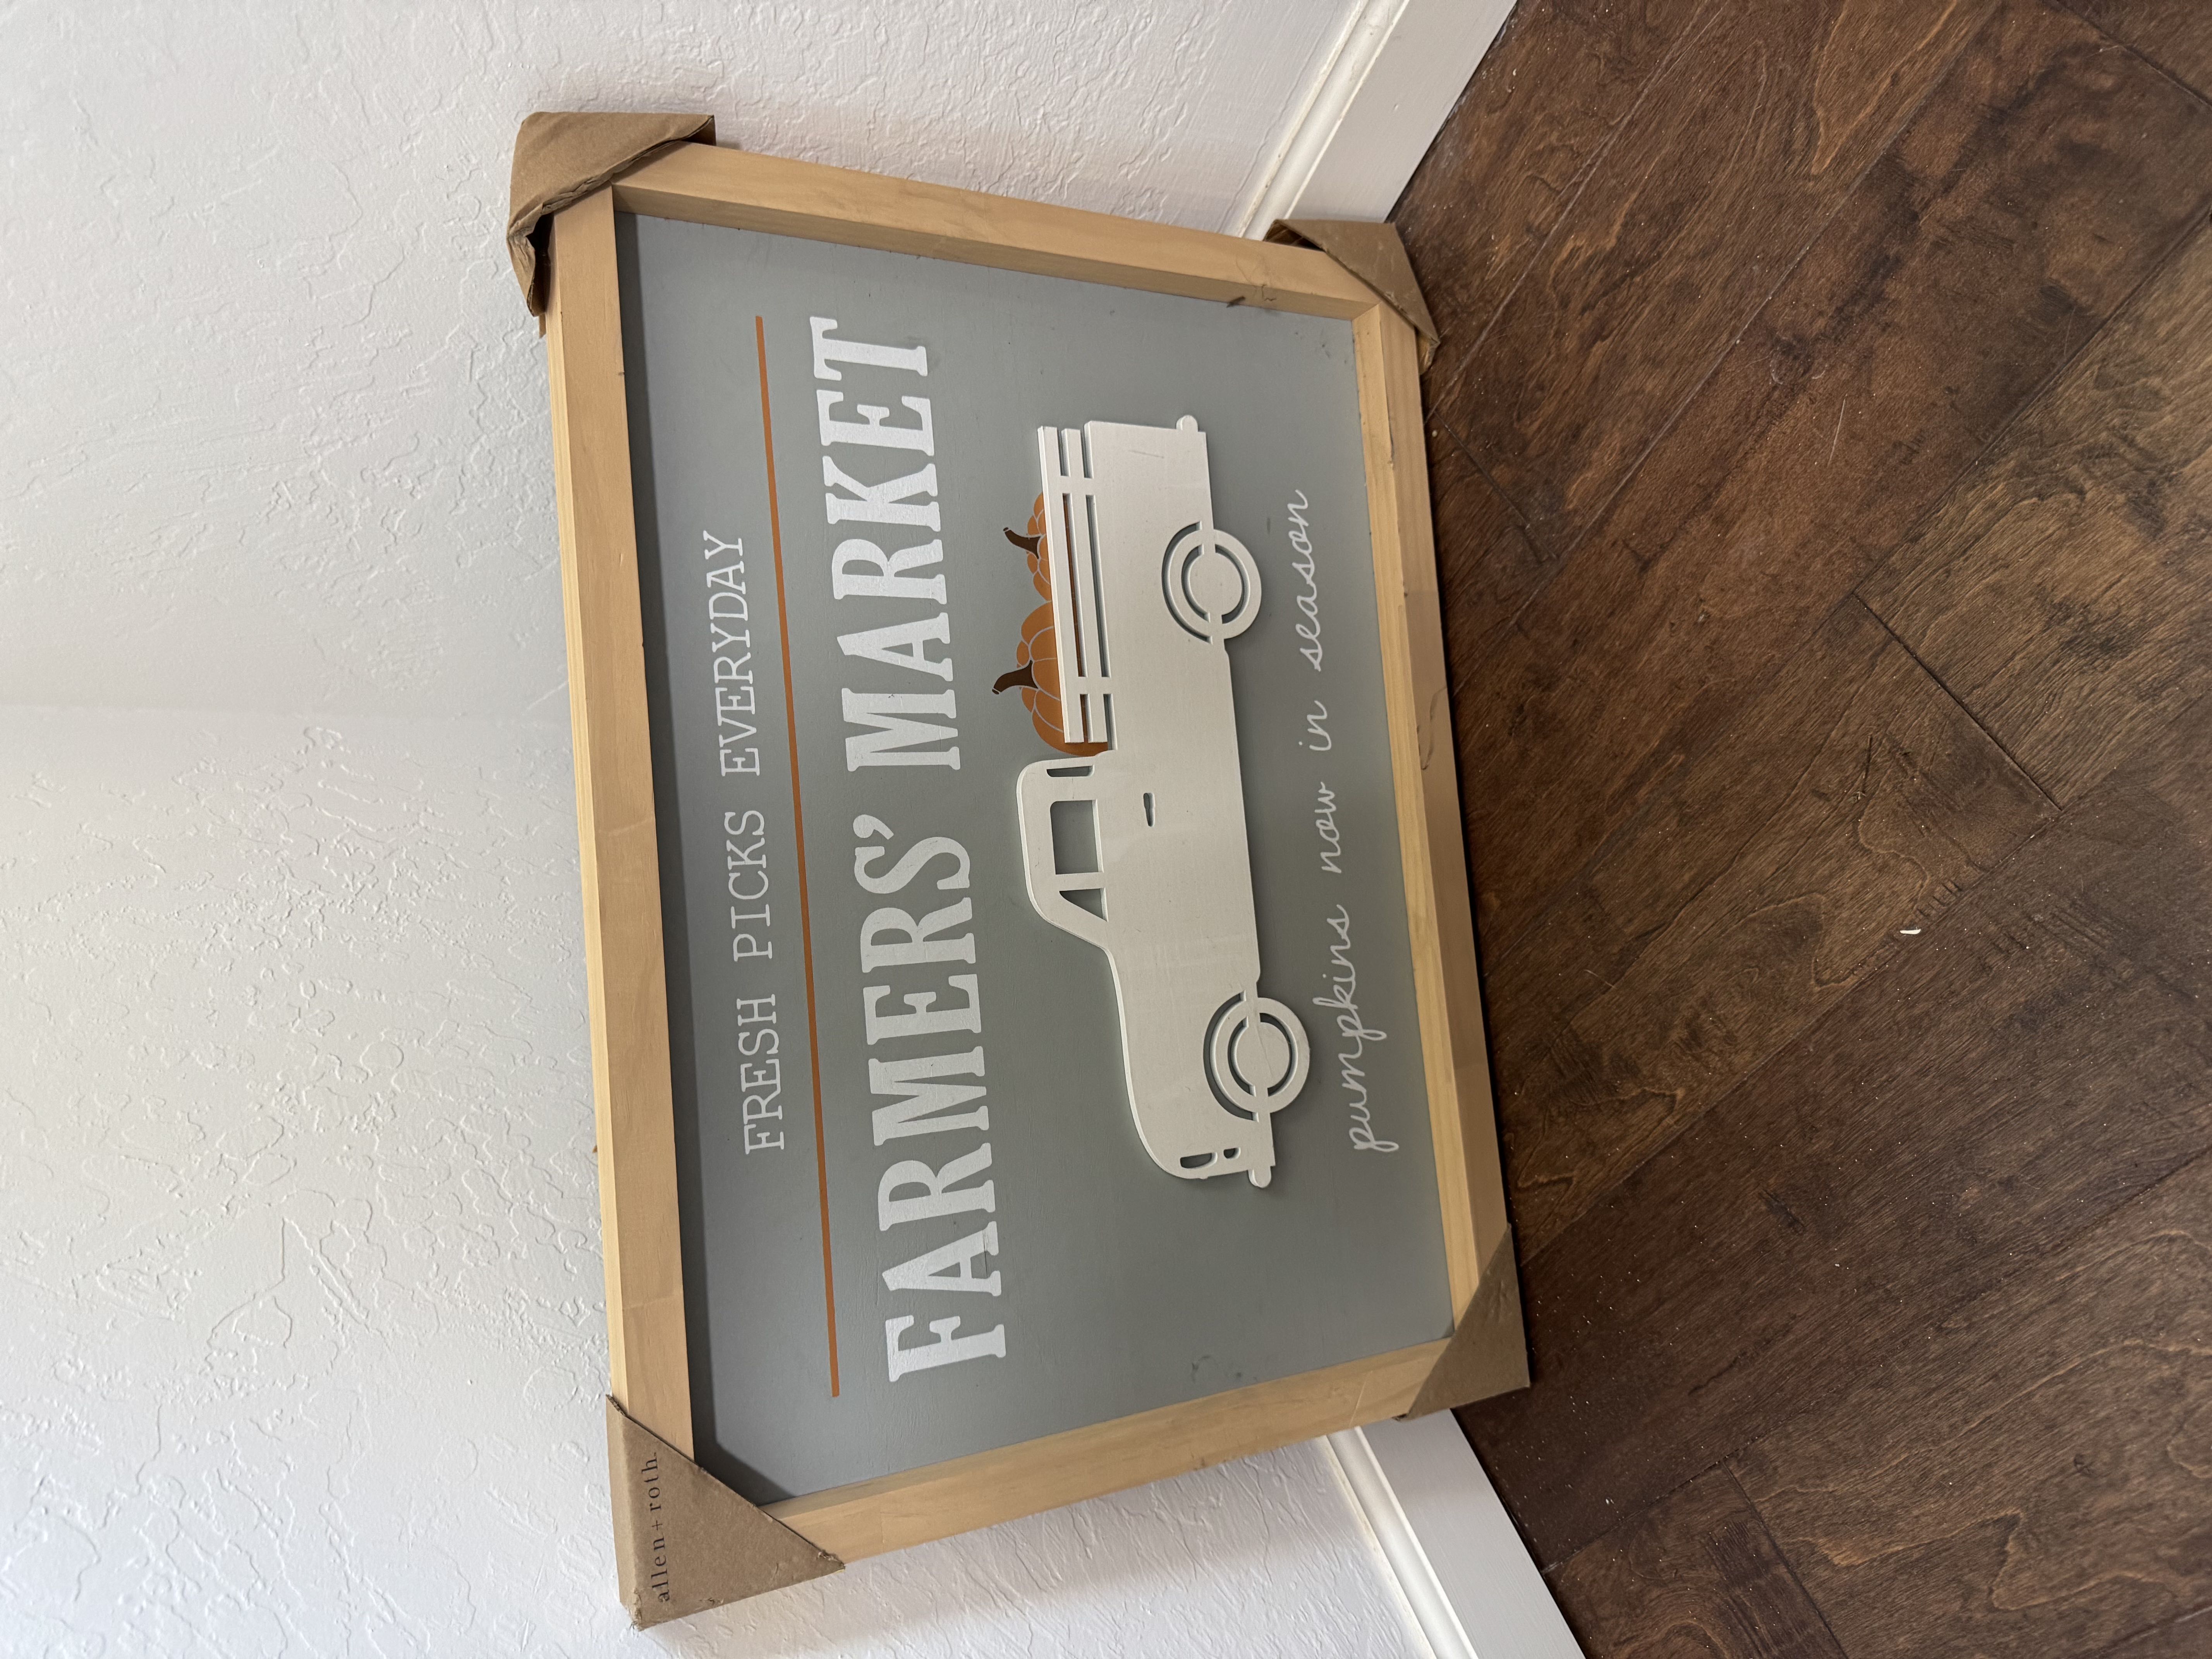 allen+roth
FRESH PICKS EVERYDAY
FARMERS’ MARKET
pumpkins now in season